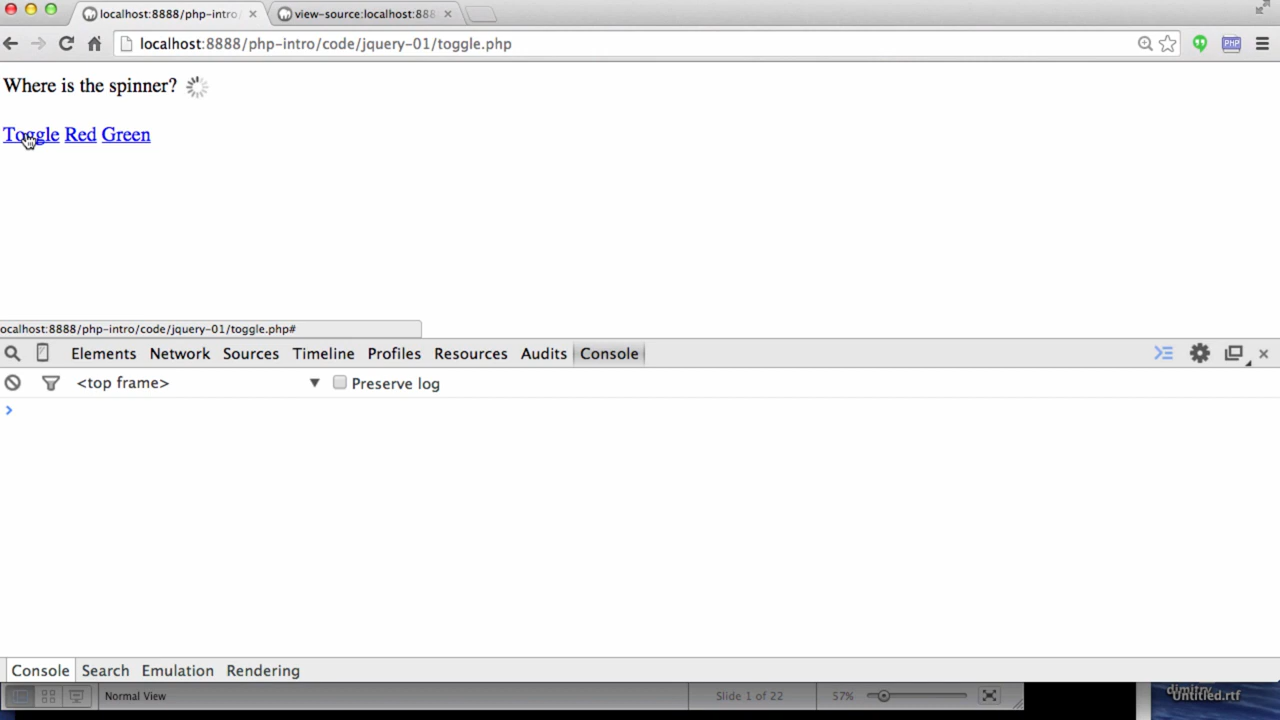 localhost:8888/php-intro/ view-source:localhost:888
localhost:8888/php-intro/code/jquery-01/toggle.php PHP
Where is the spinner?
Toggle Red Green
ocalhost:8888/php-intro/code/jquery-01/toggle.php#
Elements Network Sources Timeline Profiles Resources Audits Console
<top frame> Preserve log
Console Search Emulation Rendering
Normal View Slide 1 of 22 57%
Untitled.rtf